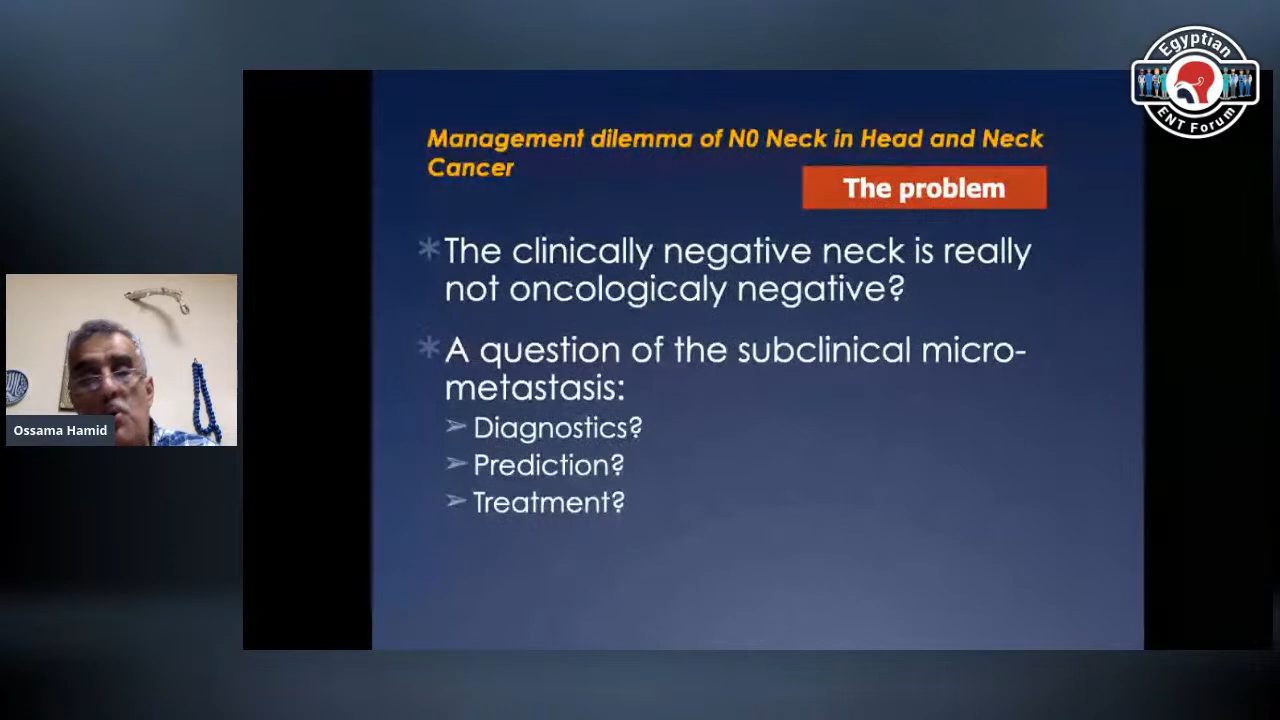 Egyptian
ENT Forum
Management dilemma of N0 Neck in Head and Neck
Cancer
The problem
*The clinically negative neck is really
not oncologicaly negative?
*A question of the subclinical micro-
metastasis:
➢ Diagnostics?
➢ Prediction?
➢ Treatment?
Ossama Hamid